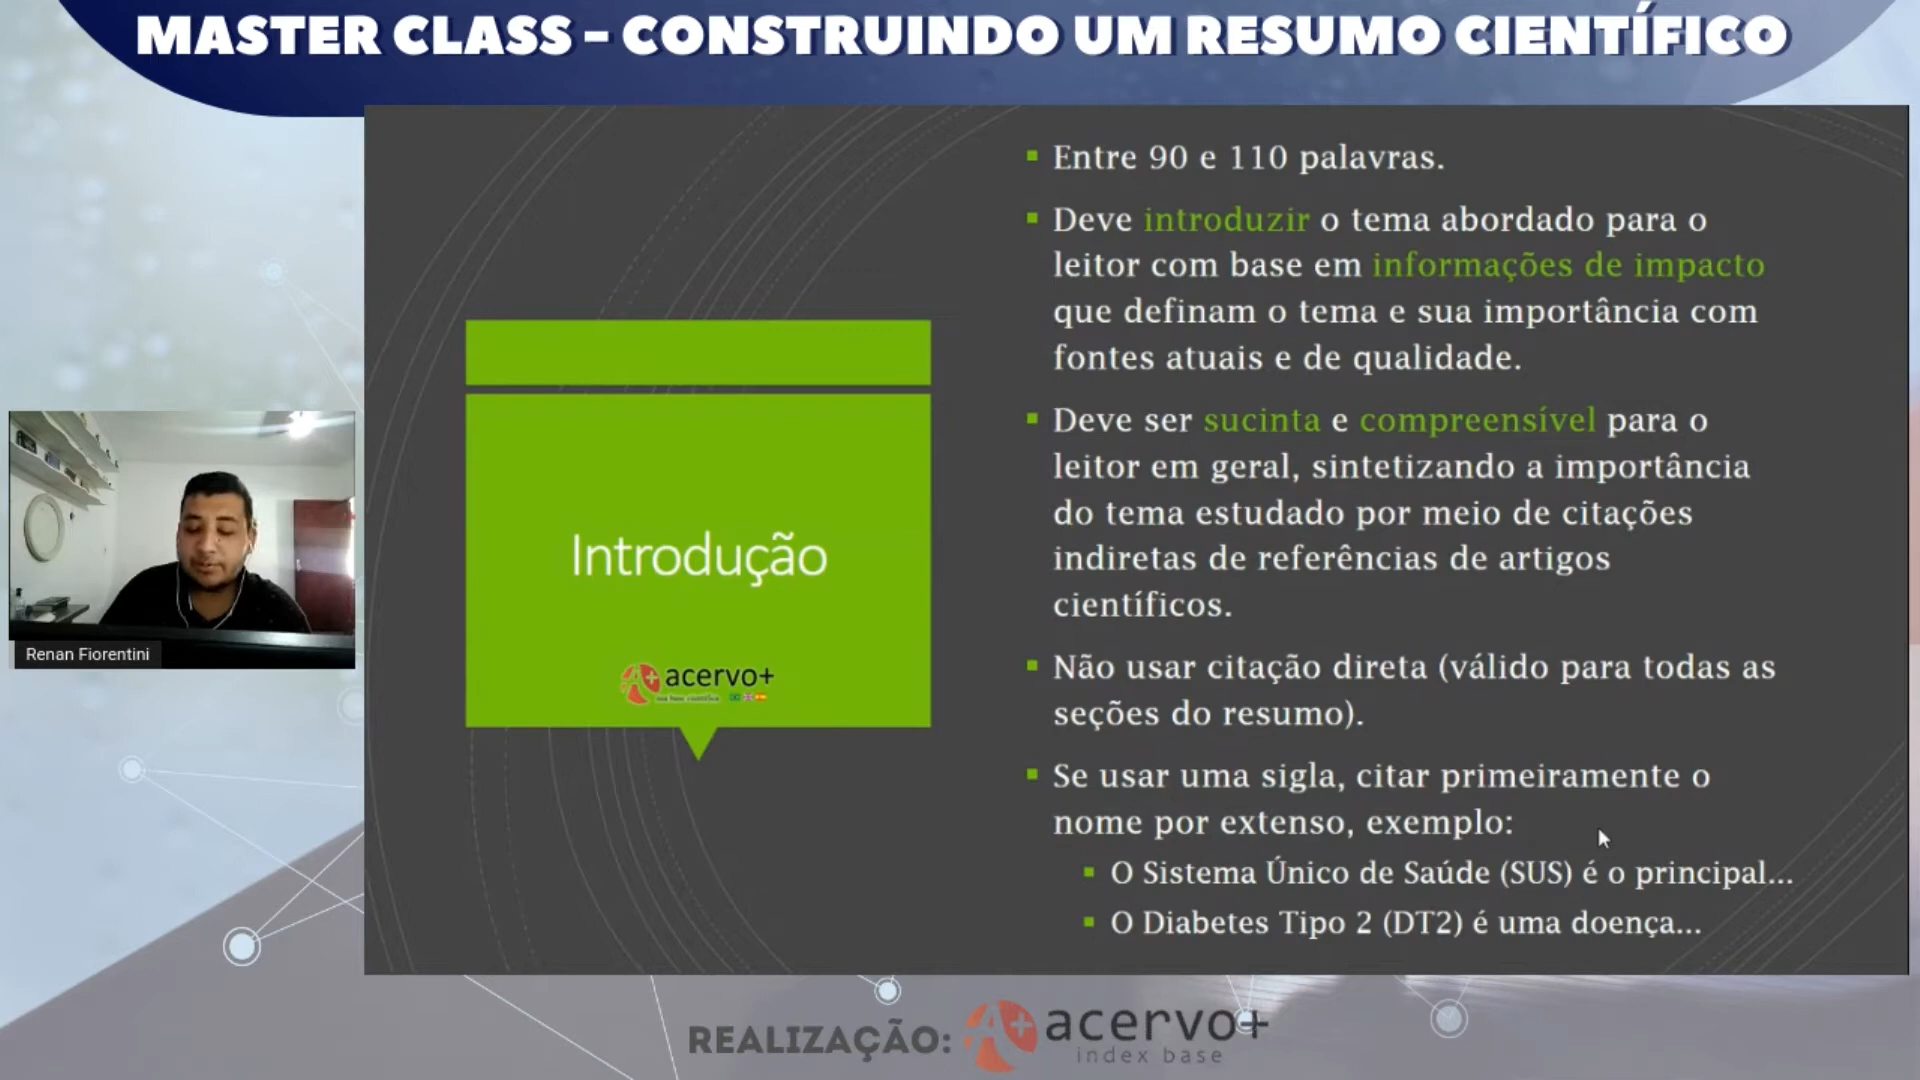 MASTER CLASS – CONSTRUINDO UM RESUMO CIENTÍFICO
Entre 90 e 110 palavras.
Deve introduzir o tema abordado para o
leitor com base em informações de impacto
que definam o tema e sua importância com
fontes atuais e de qualidade.
Deve ser sucinta e compreensível para o
leitor em geral, sintetizando a importância
do tema estudado por meio de citações
indiretas de referências de artigos
científicos.
Não usar citação direta (válido para todas as
seções do resumo).
Se usar uma sigla, citar primeiramente o
nome por extenso, exemplo:
O Sistema Único de Saúde (SUS) é o principal...
O Diabetes Tipo 2 (DT2) é uma doença...
Introdução
A+ acervo+
Renan Fiorentini
REALIZAÇÃO: A+ acervo+
index base